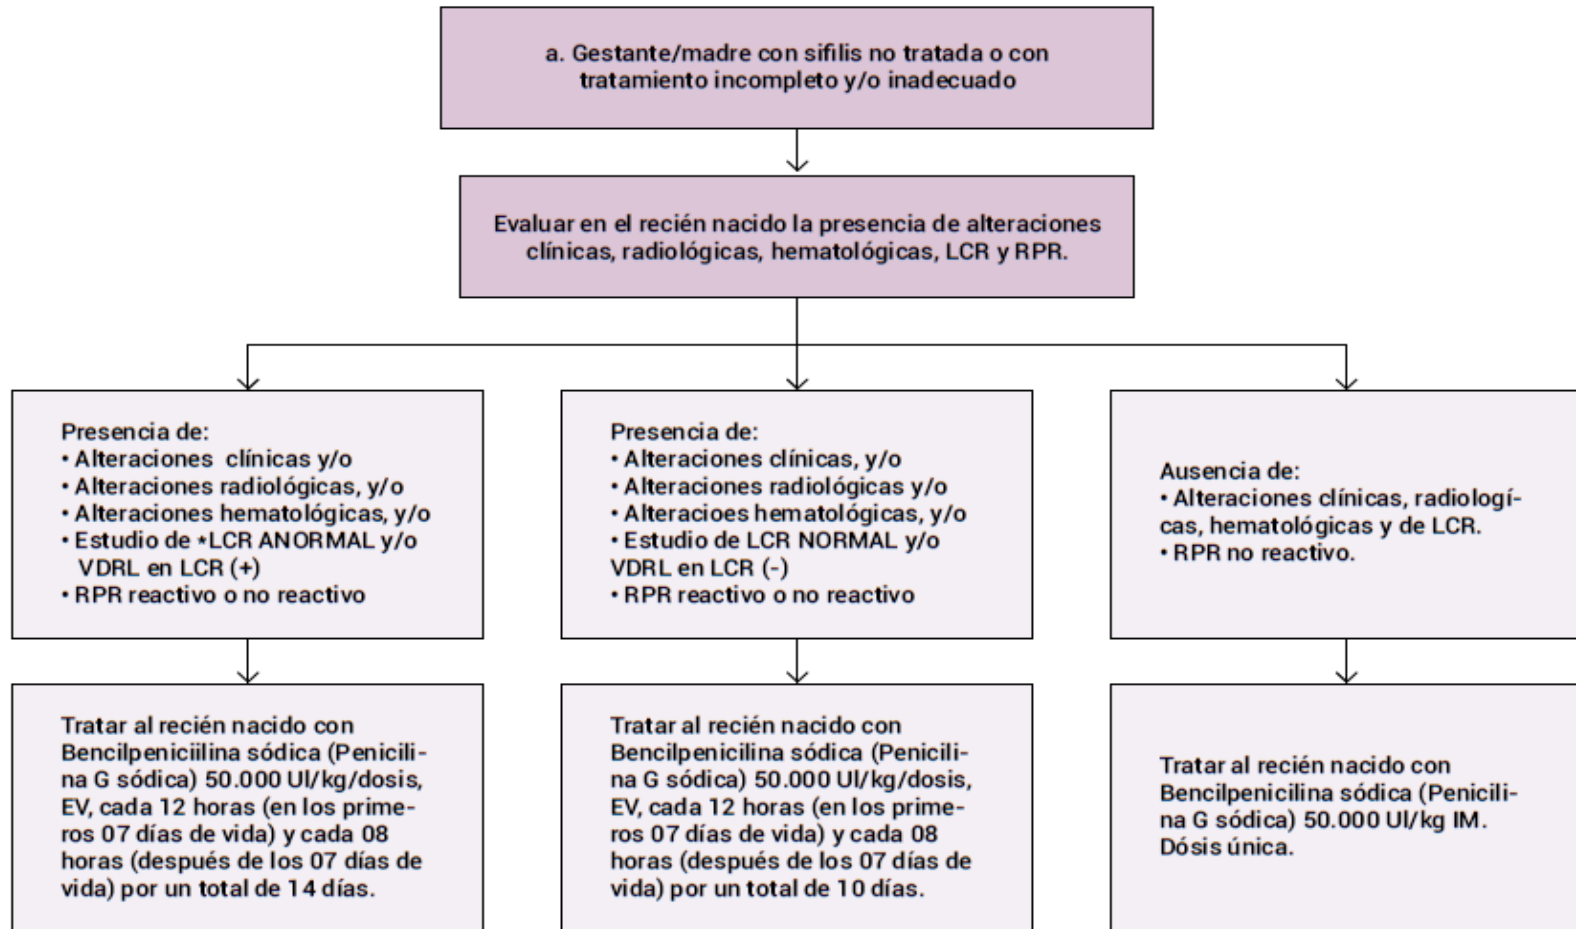 a. Gestante/madre con sifilis no tratada o con
tratamiento incompleto y/o inadecuado
Evaluar en el recién nacido la presencia de alteraciones
clínicas, radiológicas, hematológicas, LCR y RPR.
Presencia de:
• Alteraciones clínicas y/o
• Alteraciones radiológicas, y/o
• Alteraciones hematológicas, y/o
• Estudio de *LCR ANORMAL y/o
VDRL en LCR (+)
• RPR reactivo o no reactivo
Presencia de:
• Alteraciones clínicas, y/o
• Alteraciones radiológicas y/o
• Alteracioes hematológicas, y/o
• Estudio de LCR NORMAL y/o
VDRL en LCR (-)
• RPR reactivo o no reactivo
Ausencia de:
• Alteraciones clínicas, radiologí-
cas, hematológicas y de LCR.
• RPR no reactivo.
Tratar al recién nacido con
Bencilpeniciilina sódica (Penicili-
na G sódica) 50.000 UI/kg/dosis,
EV, cada 12 horas (en los prime-
ros 07 días de vida) y cada 08
horas (después de los 07 días de
vida) por un total de 14 días.
Tratar al recién nacido con
Bencilpenicilina sódica (Penicili-
na G sódica) 50.000 UI/kg/dosis,
EV, cada 12 horas (en los prime-
ros 07 días de vida) y cada 08
horas (después de los 07 días de
vida) por un total de 10 días.
Tratar al recién nacido con
Bencilpenicilina sódica (Penicili-
na G sódica) 50.000 UI/kg IM.
Dósis única.